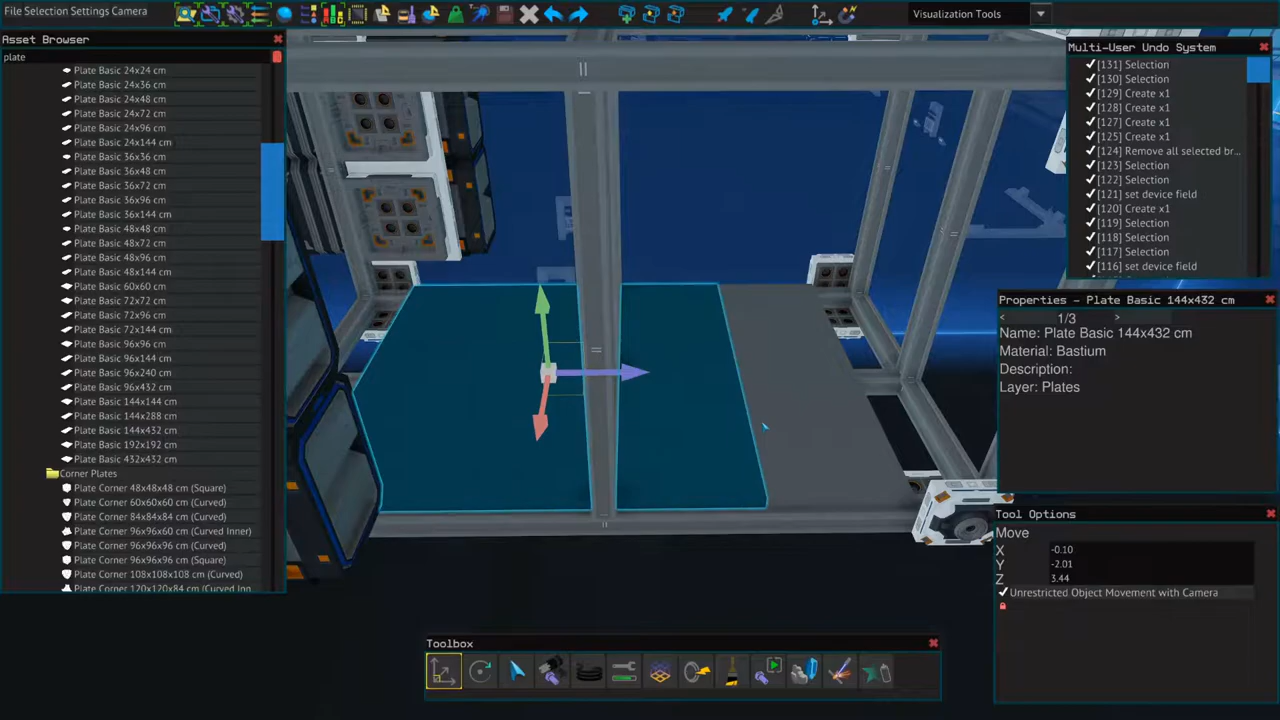 File Selection Settings Camera
Visualization Tools
Asset Browser
plate
Plate Basic 24x24 cm
Plate Basic 24x36 cm
Plate Basic 24x48 cm
Plate Basic 24x72 cm
Plate Basic 24x96 cm
Plate Basic 24x144 cm
Plate Basic 36x36 cm
Plate Basic 36x48 cm
Plate Basic 36x72 cm
Plate Basic 36x96 cm
Plate Basic 36x144 cm
Plate Basic 48x48 cm
Plate Basic 48x72 cm
Plate Basic 48x96 cm
Plate Basic 48x144 cm
Plate Basic 60x60 cm
Plate Basic 72x72 cm
Plate Basic 72x96 cm
Plate Basic 72x144 cm
Plate Basic 96x96 cm
Plate Basic 96x144 cm
Plate Basic 96x240 cm
Plate Basic 96x432 cm
Plate Basic 144x144 cm
Plate Basic 144x288 cm
Plate Basic 144x432 cm
Plate Basic 192x192 cm
Plate Basic 432x432 cm
Corner Plates
Plate Corner 48x48x48 cm (Square)
Plate Corner 60x60x60 cm (Curved)
Plate Corner 84x84x84 cm (Curved)
Plate Corner 96x96x60 cm (Curved Inner)
Plate Corner 96x96x96 cm (Curved)
Plate Corner 96x96x96 cm (Square)
Plate Corner 108x108x108 cm (Curved)
Plate Corner 120x120x84 cm (Curved Inn
Multi-User Undo System
[131] Selection
[130] Selection
[129] Create x1
[128] Create x1
[127] Create x1
[125] Create x1
[124] Remove all selected br...
[123] Selection
[122] Selection
[121] set device field
[120] Create x1
[119] Selection
[118] Selection
[117] Selection
[116] set device field
Properties - Plate Basic 144x432 cm
< 1/3 >
Name: Plate Basic 144x432 cm
Material: Bastium
Description:
Layer: Plates
Tool Options
Move
X -0.10
Y -2.01
Z 3.44
Unrestricted Object Movement with Camera
Toolbox